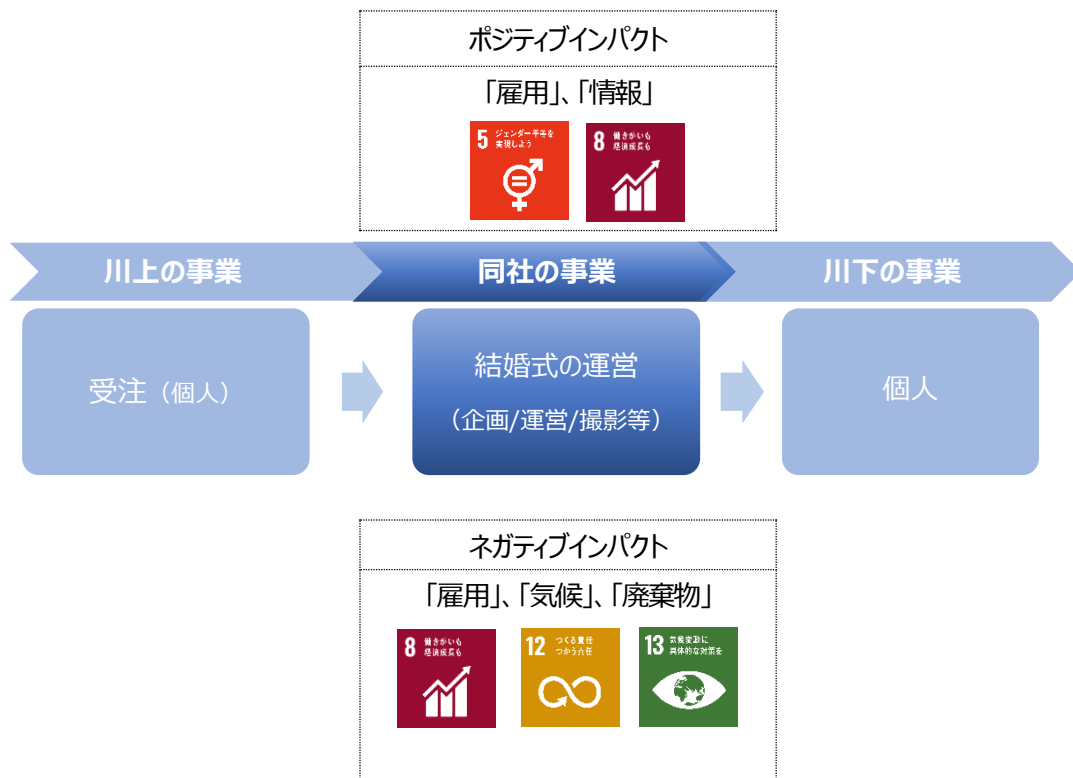 ポジティブインパクト
「雇用」、「情報」
5 ジェンダー平等を
実現しよう
8 働きがいも
経済成長も
川上の事業
同社の事業
川下の事業
受注（個人）
結婚式の運営
（企画/運営/撮影等）
個人
ネガティブインパクト
「雇用」、「気候」、「廃棄物」
8 働きがいも
経済成長も
12 つくる責任
つかう責任
13 気候変動に
具体的な対策を